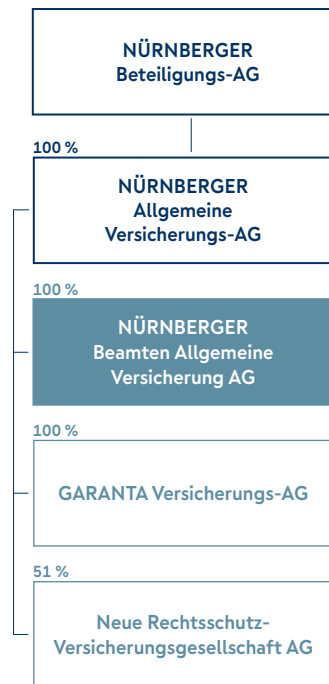 NÜRNBERGER
Beteiligungs-AG
100 %
NÜRNBERGER
Allgemeine
Versicherungs-AG
100 %
NÜRNBERGER
Beamten Allgemeine
Versicherung AG
100 %
GARANTA Versicherungs-AG
51 %
Neue Rechtsschutz-
Versicherungsgesellschaft AG